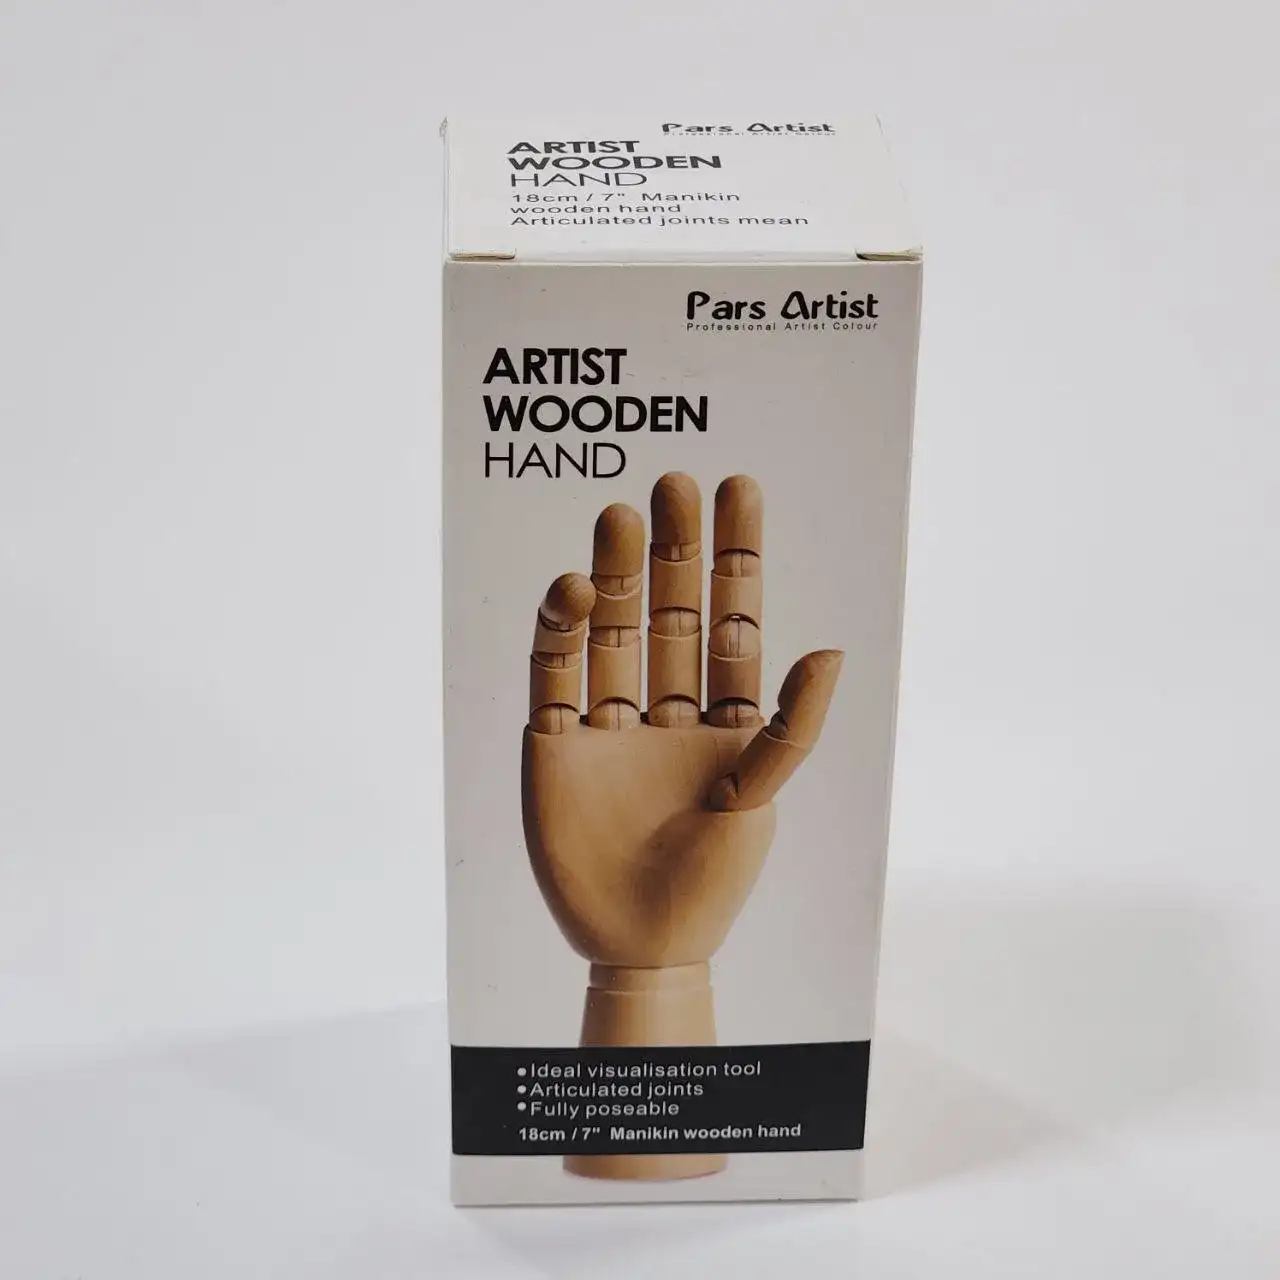 Pars Artist
Professional Artist Colour
ARTIST
WOODEN
HAND
18cm / 7" Manikin
wooden hand
Articulated joints mean
Pars Artist
Professional Artist Colour
ARTIST
WOODEN
HAND
•Ideal visualisation tool
•Articulated joints
•Fully poseable
18cm / 7" Manikin wooden hand